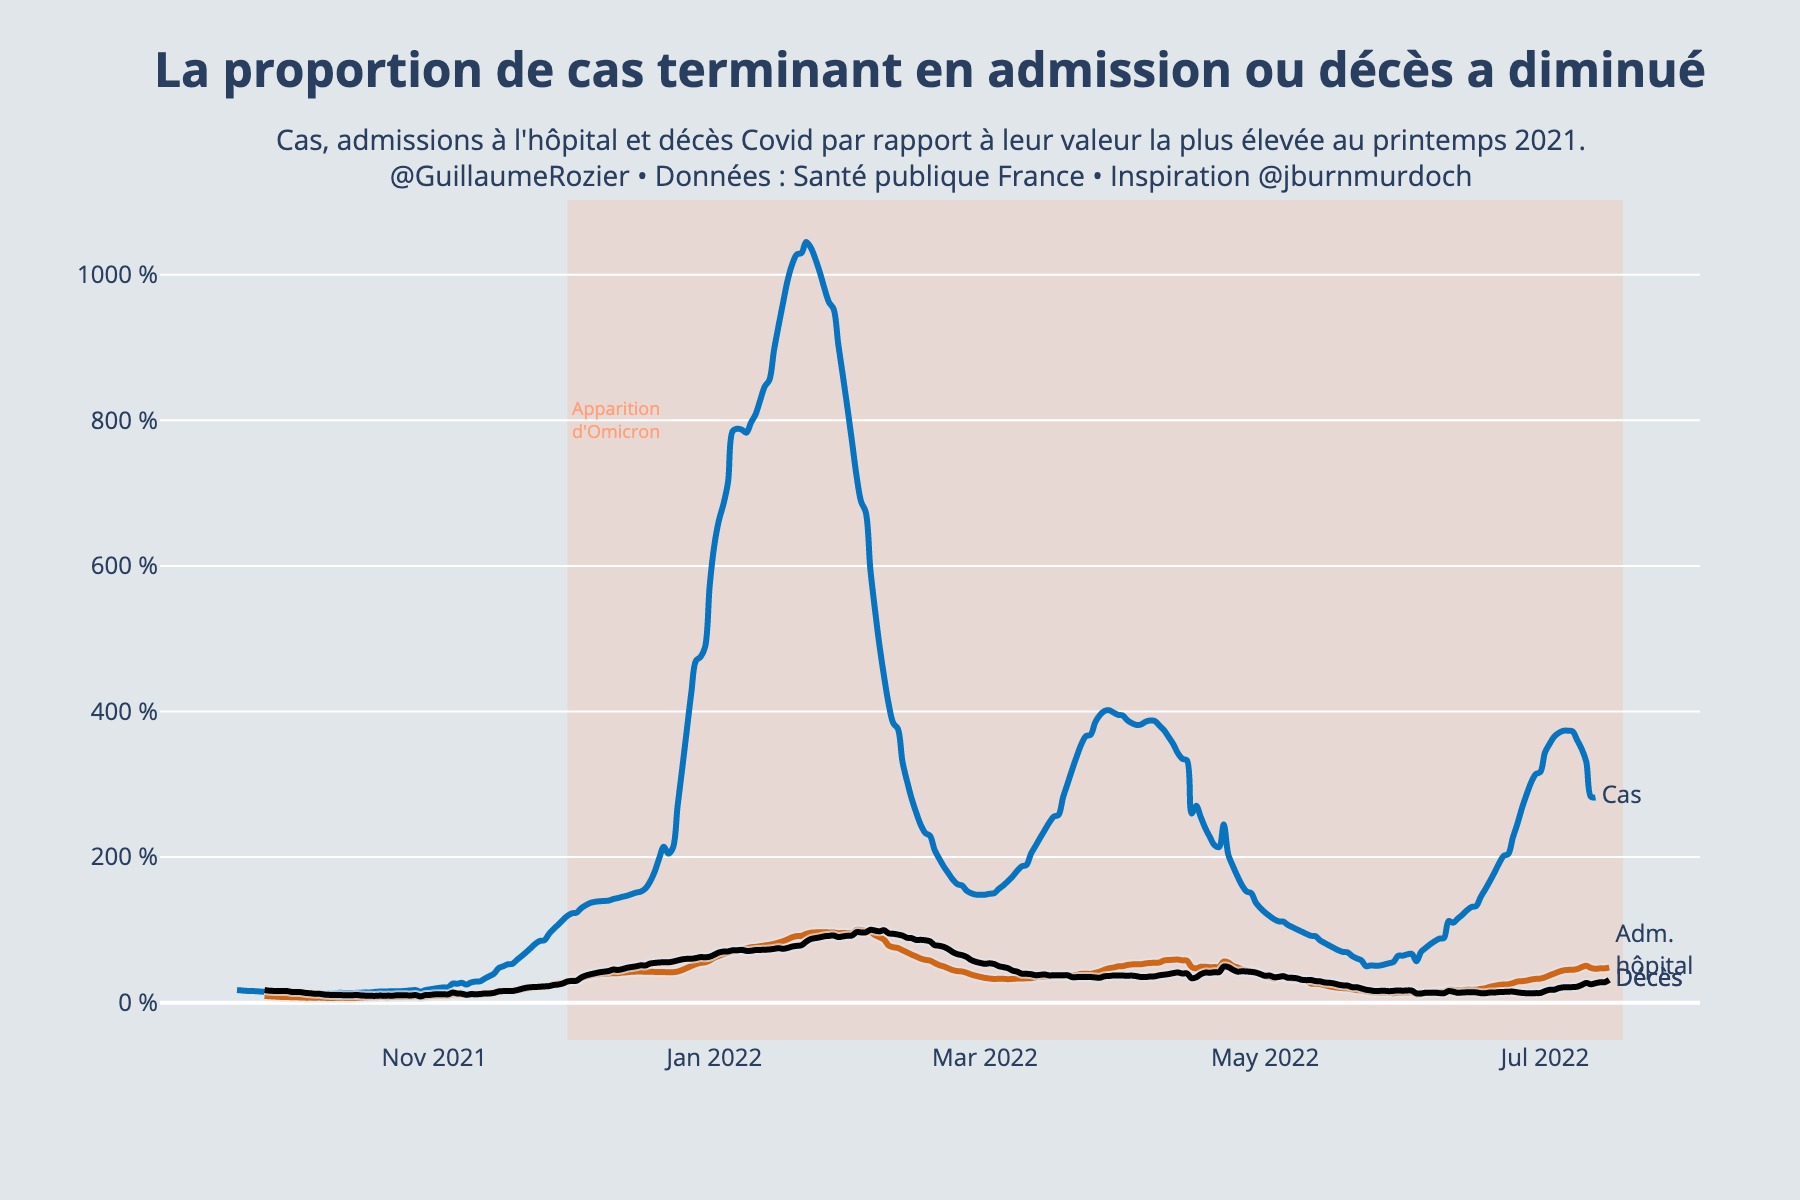 La proportion de cas terminant en admission ou décès a diminué
Cas, admissions à l'hôpital et décès Covid par rapport à leur valeur la plus élevée au printemps 2021.
@GuillaumeRozier • Données : Santé publique France • Inspiration @jburnmurdoch
1000 %
800 %
600 %
400 %
200 %
0 %
Apparition
d'Omicron
Cas
Adm.
hôpital
Décès
Nov 2021
Jan 2022
Mar 2022
May 2022
Jul 2022